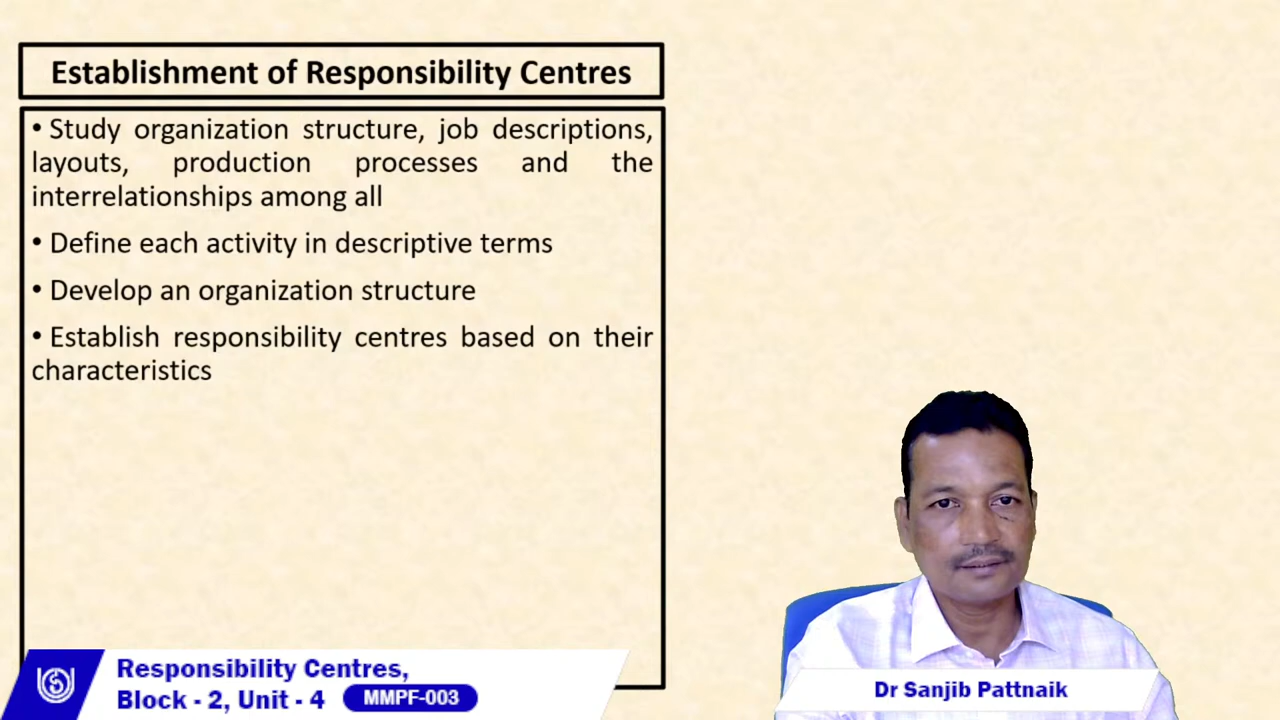 Establishment of Responsibility Centres
• Study organization structure, job descriptions,
layouts, production processes and the
interrelationships among all
• Define each activity in descriptive terms
• Develop an organization structure
• Establish responsibility centres based on their
characteristics
Responsibility Centres,
Block - 2, Unit - 4 MMPF-003
Dr Sanjib Pattnaik